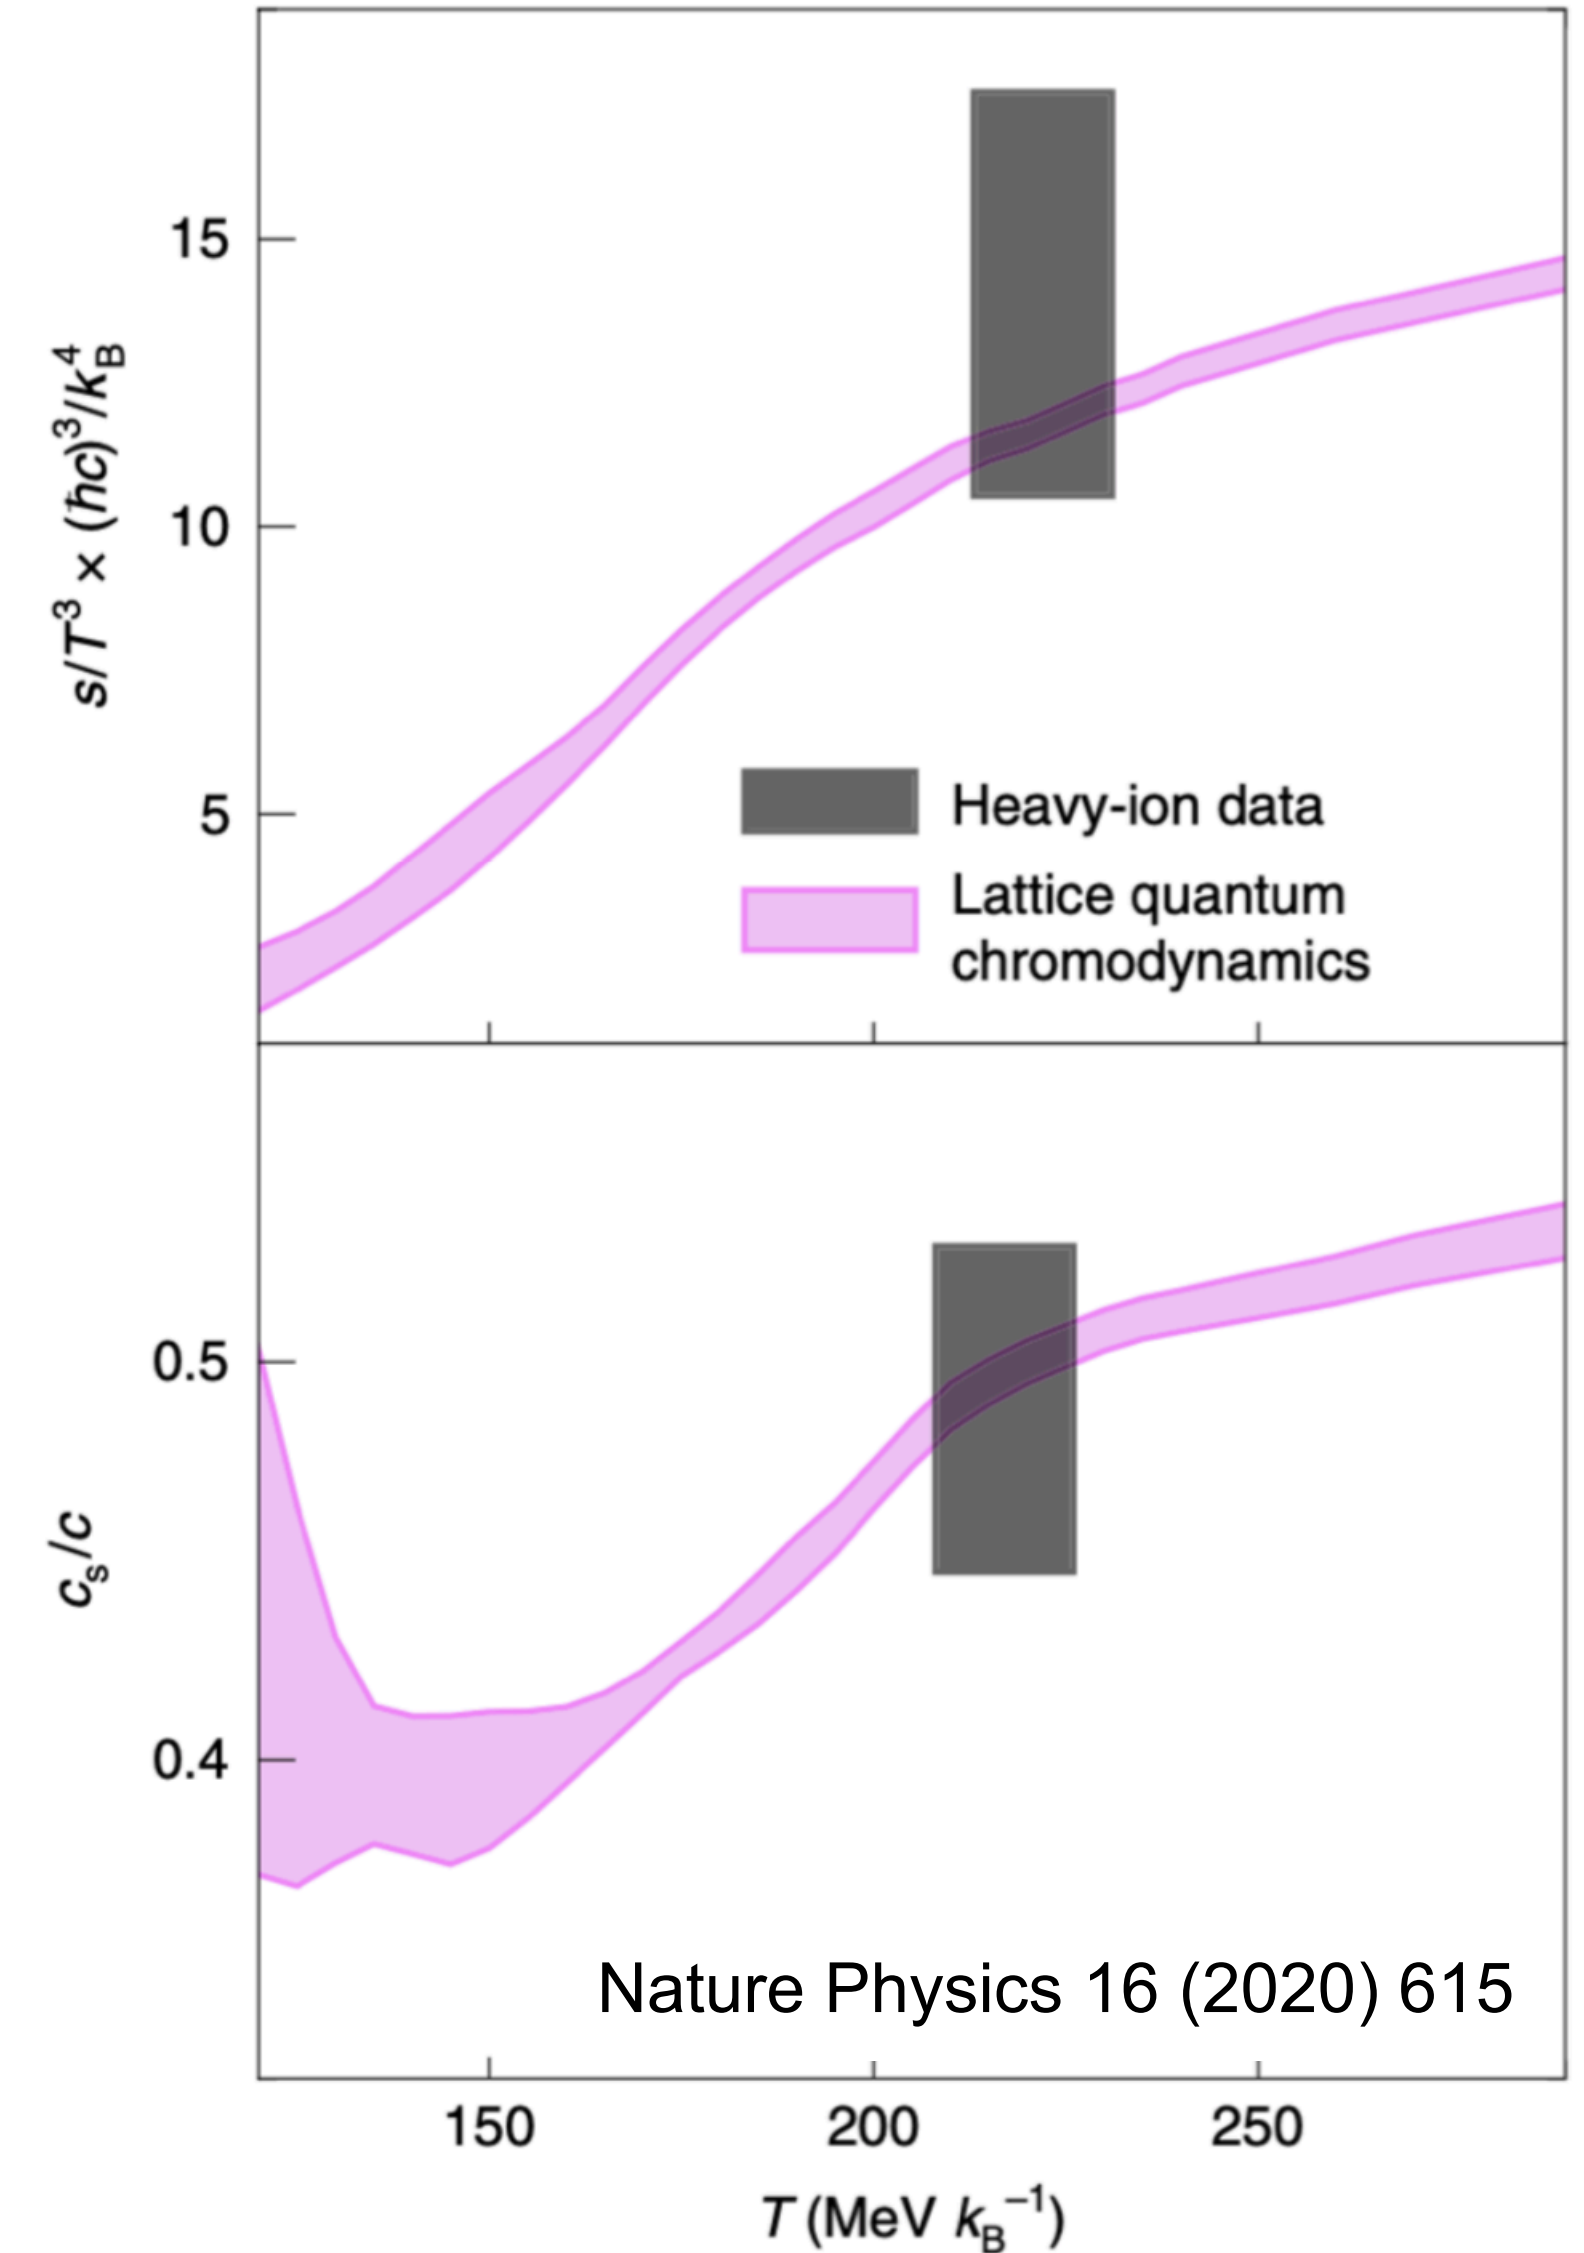 15
10
5
s/T³ × (ħc)³/k⁴_B
Heavy-ion data
Lattice quantum
chromodynamics
0.5
0.4
c_s/c
Nature Physics 16 (2020) 615
150 200 250
T (MeV k_B⁻¹)